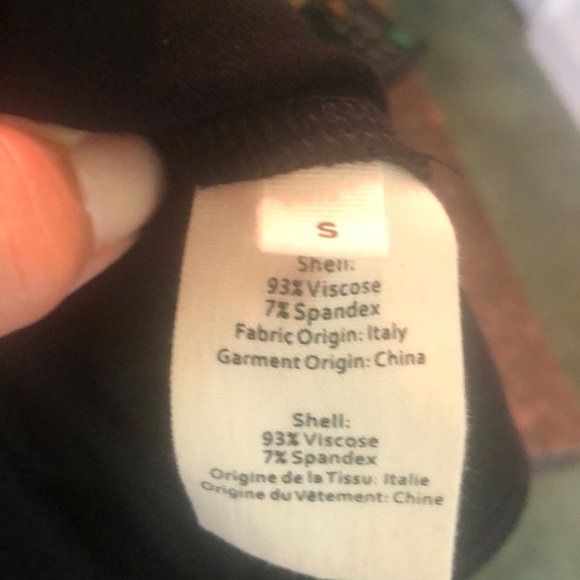 S
Shell:
93% Viscose
7% Spandex
Fabric Origin: Italy
Garment Origin: China
Shell:
93% Viscose
7% Spandex
Origine de la Tissu: Italie
Origine du Vêtement: Chine